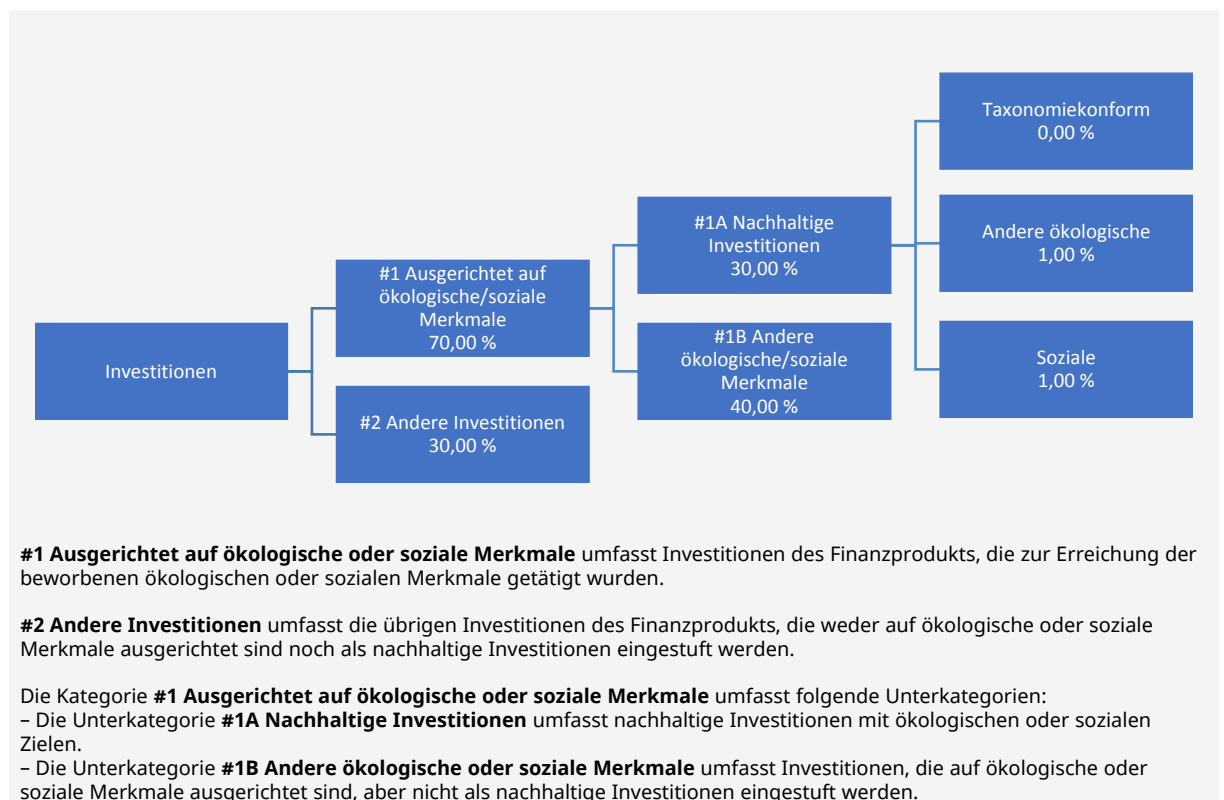 Investitionen
#1 Ausgerichtet auf
ökologische/soziale
Merkmale
70,00 %
#2 Andere Investitionen
30,00 %
#1A Nachhaltige
Investitionen
30,00 %
#1B Andere
ökologische/soziale
Merkmale
40,00 %
Taxonomiekonform
0,00 %
Andere ökologische
1,00 %
Soziale
1,00 %
#1 Ausgerichtet auf ökologische oder soziale Merkmale umfasst Investitionen des Finanzprodukts, die zur Erreichung der
beworbenen ökologischen oder sozialen Merkmale getätigt wurden.
#2 Andere Investitionen umfasst die übrigen Investitionen des Finanzprodukts, die weder auf ökologische oder soziale
Merkmale ausgerichtet sind noch als nachhaltige Investitionen eingestuft werden.
Die Kategorie #1 Ausgerichtet auf ökologische oder soziale Merkmale umfasst folgende Unterkategorien:
– Die Unterkategorie #1A Nachhaltige Investitionen umfasst nachhaltige Investitionen mit ökologischen oder sozialen
Zielen.
– Die Unterkategorie #1B Andere ökologische oder soziale Merkmale umfasst Investitionen, die auf ökologische oder
soziale Merkmale ausgerichtet sind, aber nicht als nachhaltige Investitionen eingestuft werden.